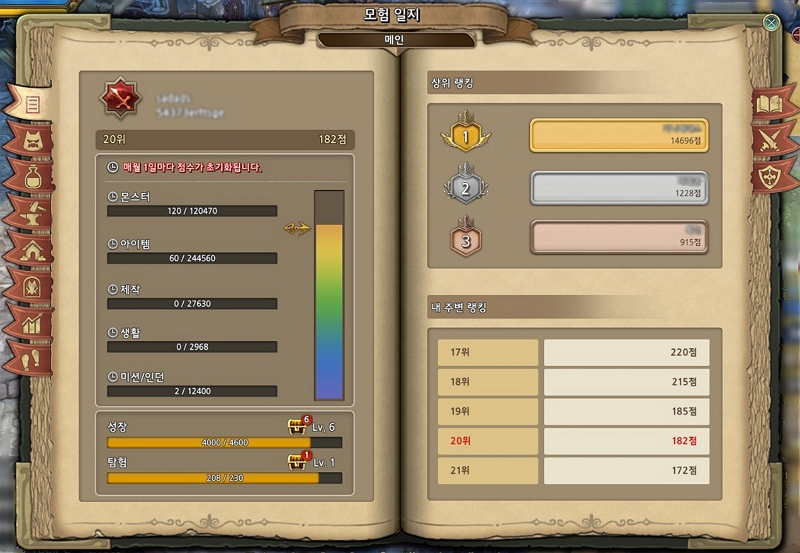 모험 일지
메인
20위 182점
매월 1일마다 점수가 초기화됩니다.
몬스터
120 / 120470
아이템
60 / 244560
제작
0 / 27630
생활
0 / 2968
미션/인던
2 / 12400
성장 6 Lv. 6
4000 / 4600
탐험 1 Lv. 1
208 / 230
상위 랭킹
1
14696점
2
1228점
3
915점
내 주변 랭킹
17위 220점
18위 215점
19위 185점
20위 182점
21위 172점